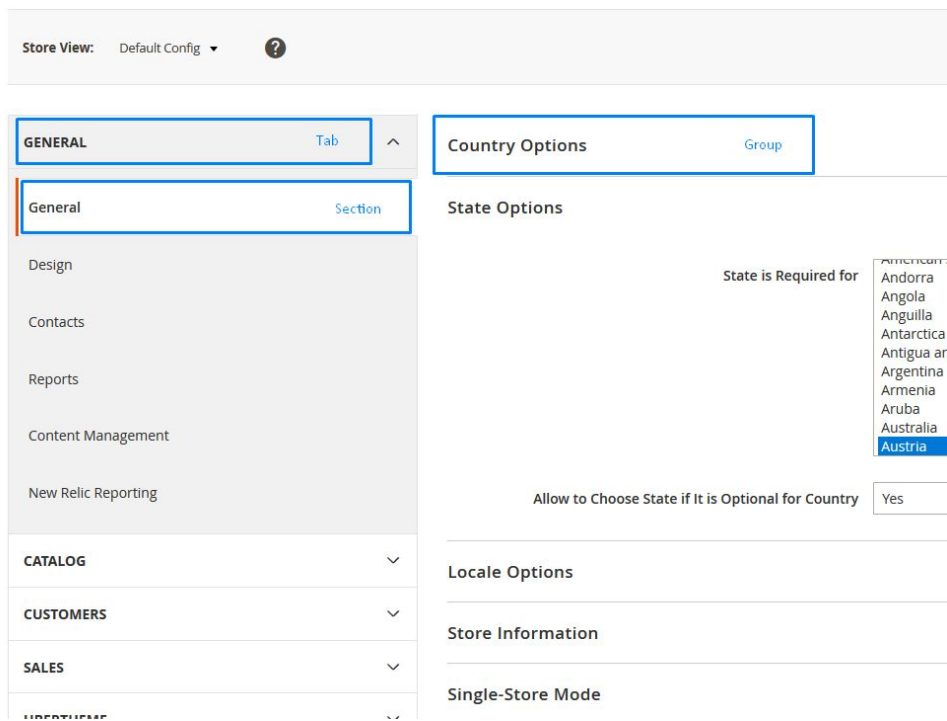 Store View: Default Config
GENERAL Tab
General Section
Design
Contacts
Reports
Content Management
New Relic Reporting
CATALOG
CUSTOMERS
SALES
Country Options Group
State Options
State is Required for
Andorra
Angola
Anguilla
Antarctica
Antigua
Argentina
Armenia
Aruba
Australia
Austria
Allow to Choose State if It is Optional for Country Yes
Locale Options
Store Information
Single-Store Mode